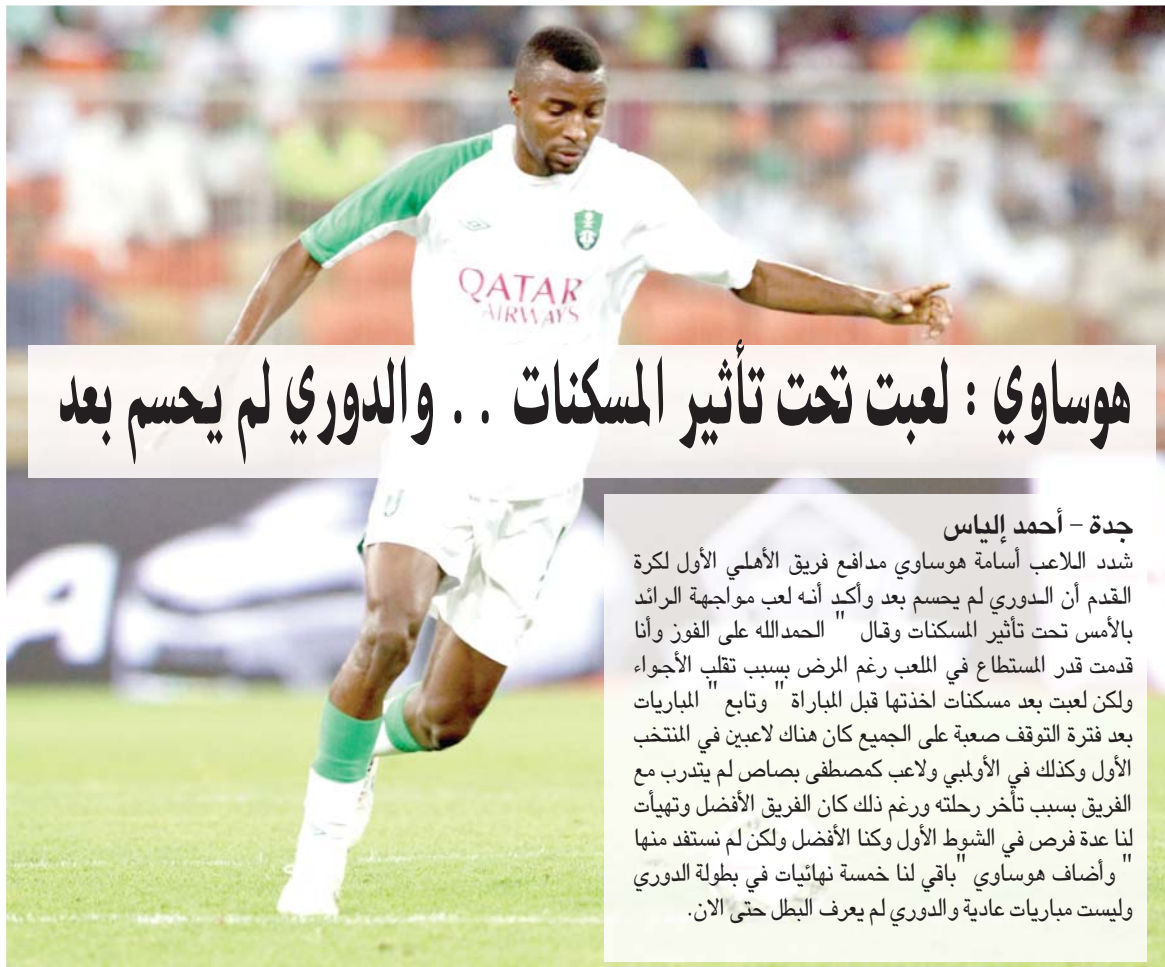 QATAR
AIRWAYS
هوساوي : لعبت تحت تأثير المسكنات . . والدوري لم يحسم بعد
جدة – أحمد إلياس
شدد اللاعب أسامة هوساوي مدافع فريق الأهلي الأول لكرة
القدم أن الدوري لم يحسم بعد وأكد أنه لعب مواجهة الرائد
بالأمس تحت تأثير المسكنات وقال " الحمدالله على الفوز وأنا
قدمت قدر المستطاع في الملعب رغم المرض بسبب تقلب الأجواء
ولكن لعبت بعد مسكنات اخذتها قبل المباراة " وتابع " المباريات
بعد فترة التوقف صعبة على الجميع كان هناك لاعبين في المنتخب
الأول وكذلك في الأولمبي ولاعب كمصطفى بصاص لم يتدرب مع
الفريق بسبب تأخر رحلته ورغم ذلك كان الفريق الأفضل وتهيأت
لنا عدة فرص في الشوط الأول وكنا الأفضل ولكن لم نستفد منها
" وأضاف هوساوي "باقي لنا خمسة نهائيات في بطولة الدوري
وليست مباريات عادية والدوري لم يعرف البطل حتى الان.